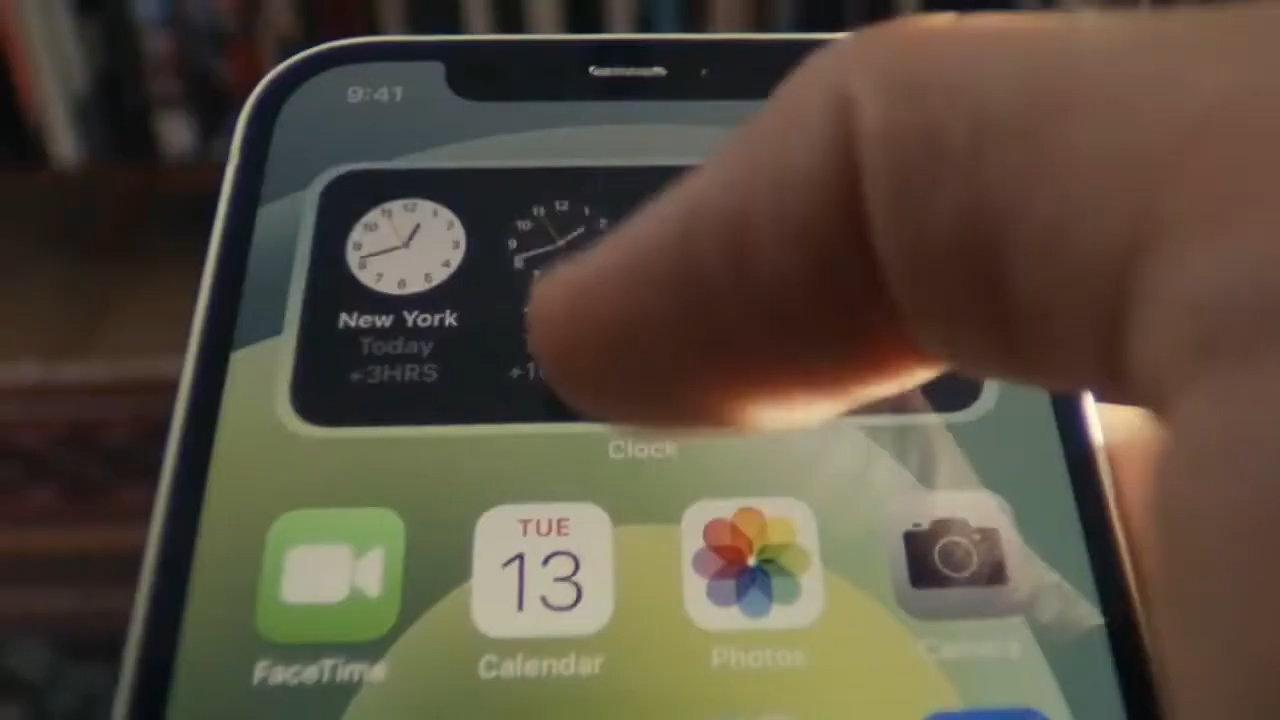 9:41
New York
Today
+3HRS
Clock
TUE
13
FaceTime
Calendar
Photos
Camera